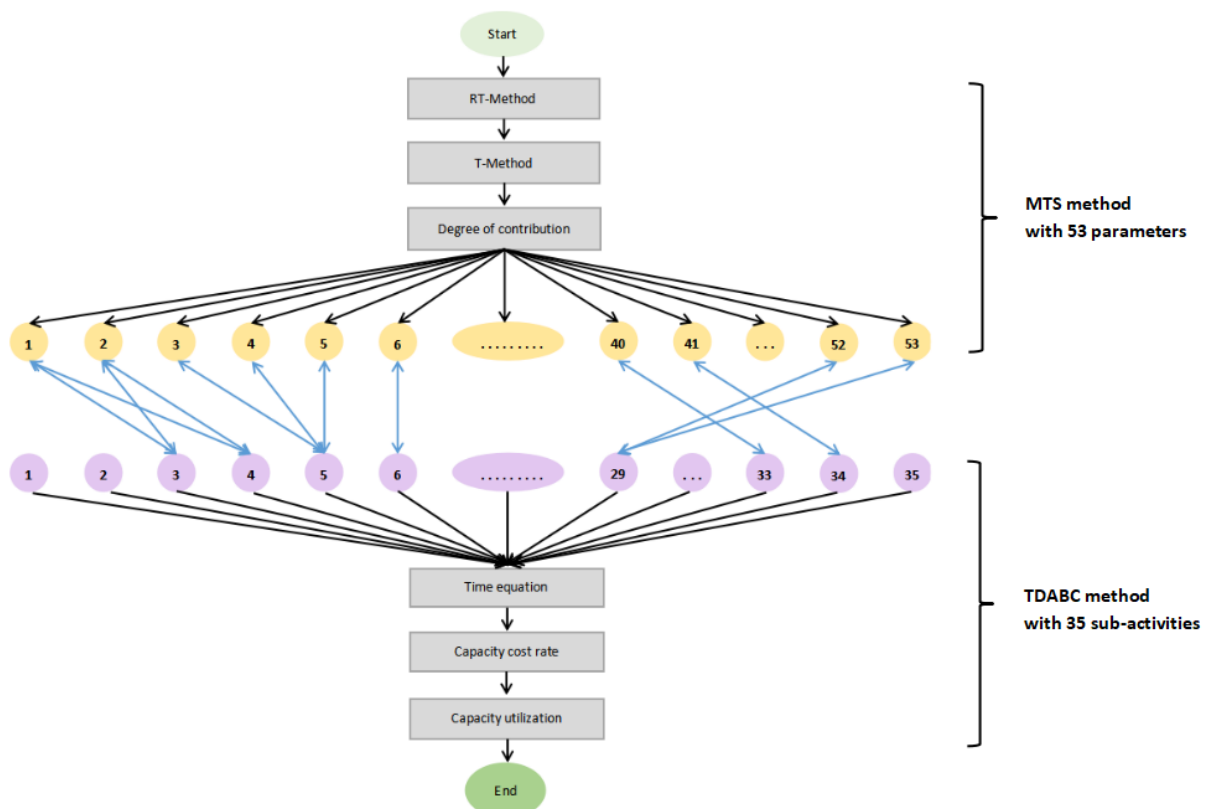 Start
RT-Method
T-Method
Degree of contribution
MTS method
with 53 parameters
1 2 3 4 5 6 ......... 40 41 ... 52 53
1 2 3 4 5 6 ......... 29 ... 33 34 35
Time equation
TDABC method
with 35 sub-activities
Capacity cost rate
Capacity utilization
End